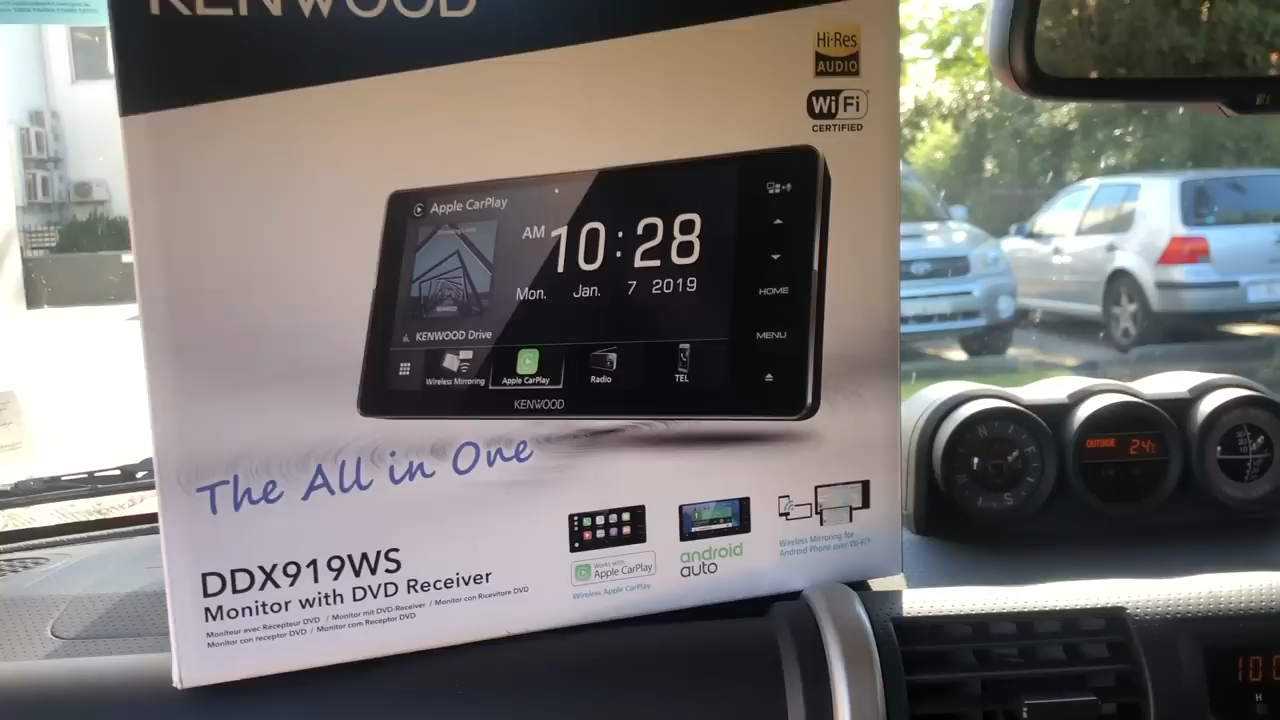 KENWOOD
Hi-Res
AUDIO
Wi Fi
CERTIFIED
Apple CarPlay
AM 10:28
Mon. Jan. 7 2019
KENWOOD Drive
HOME
MENU
Wireless Mirroring
Apple CarPlay
Radio
TEL
KENWOOD
The All in One
DDX919WS
Monitor with DVD Receiver
Moniteur avec Récepteur DVD / Monitor mit DVD-Receiver / Monitor con Ricevitore DVD
Monitor con receptor DVD / Monitor com Receptor DVD
Works with
Apple CarPlay
Wireless Apple CarPlay
android
auto
Wireless Mirroring for
Android Phone over Wi-Fi®
N
E
S
W
OUTSIDE 24°C
10
H